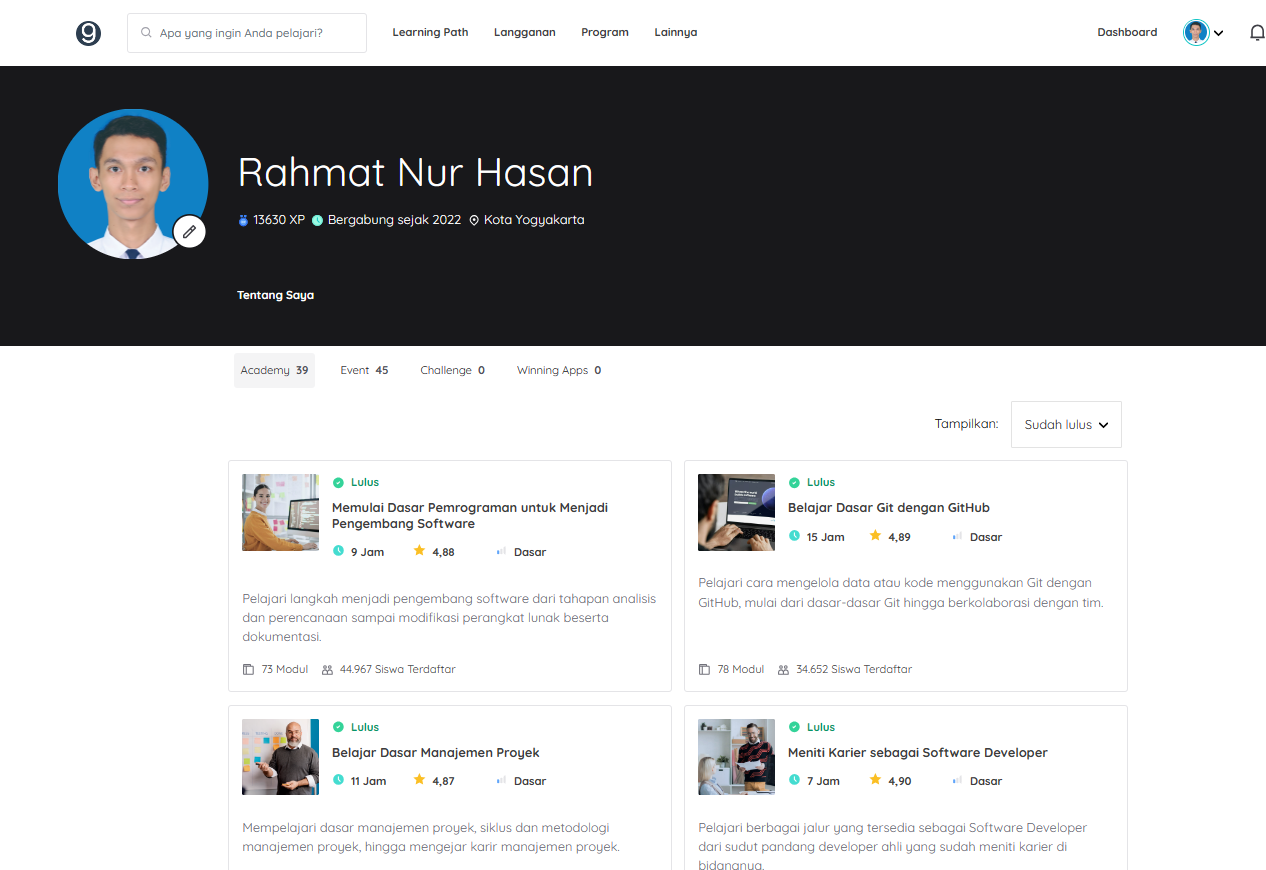 g
Apa yang ingin Anda pelajari?
Learning Path Langganan Program Lainnya
Dashboard
Rahmat Nur Hasan
13630 XP Bergabung sejak 2022 Kota Yogyakarta
Tentang Saya
Academy 39 Event 45 Challenge 0 Winning Apps 0
Tampilkan: Sudah lulus
Lulus
Memulai Dasar Pemrograman untuk Menjadi
Pengembang Software
9 Jam 4,88 Dasar
Pelajari langkah menjadi pengembang software dari tahapan analisis
dan perencanaan sampai modifikasi perangkat lunak beserta
dokumentasi.
73 Modul 44.967 Siswa Terdaftar
Lulus
Belajar Dasar Git dengan GitHub
15 Jam 4,89 Dasar
Pelajari cara mengelola data atau kode menggunakan Git dengan
GitHub, mulai dari dasar-dasar Git hingga berkolaborasi dengan tim.
78 Modul 34.652 Siswa Terdaftar
Lulus
Belajar Dasar Manajemen Proyek
11 Jam 4,87 Dasar
Mempelajari dasar manajemen proyek, siklus dan metodologi
manajemen proyek, hingga mengejar karir manajemen proyek.
Lulus
Meniti Karier sebagai Software Developer
7 Jam 4,90 Dasar
Pelajari berbagai jalur yang tersedia sebagai Software Developer
dari sudut pandang developer ahli yang sudah meniti karier di
bidangnya.